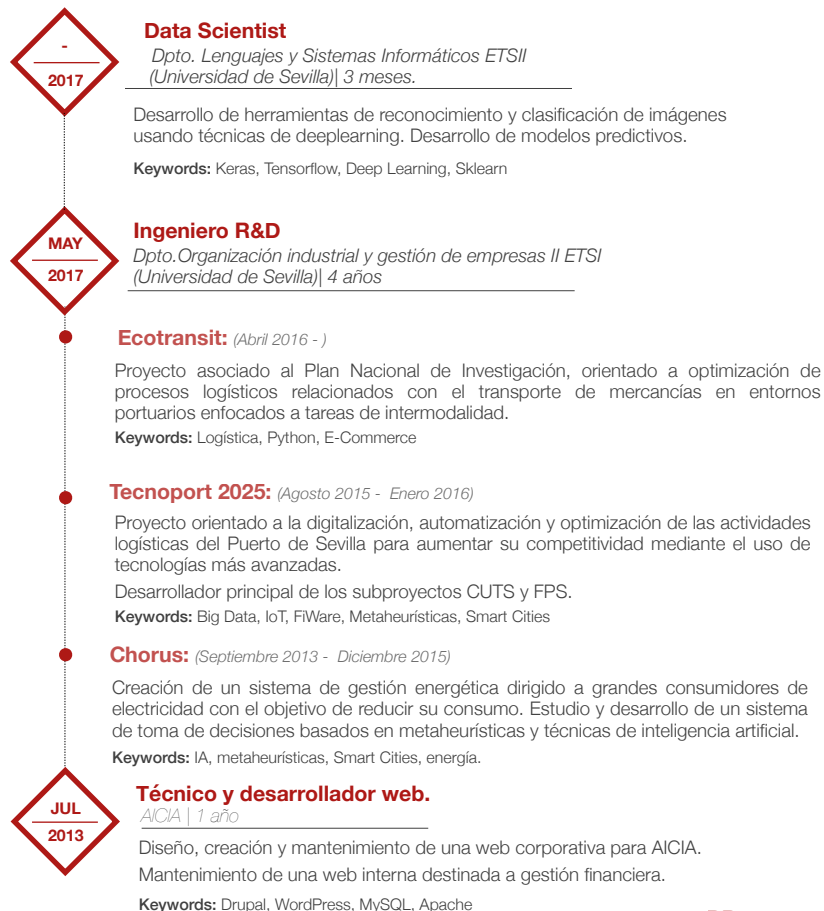 -
2017
Data Scientist
Dpto. Lenguajes y Sistemas Informáticos ETSII
(Universidad de Sevilla)| 3 meses.
Desarrollo de herramientas de reconocimiento y clasificación de imágenes
usando técnicas de deeplearning. Desarrollo de modelos predictivos.
Keywords: Keras, Tensorflow, Deep Learning, Sklearn
MAY
2017
Ingeniero R&D
Dpto.Organización industrial y gestión de empresas II ETSI
(Universidad de Sevilla)| 4 años
Ecotransit: (Abril 2016 - )
Proyecto asociado al Plan Nacional de Investigación, orientado a optimización de
procesos logísticos relacionados con el transporte de mercancías en entornos
portuarios enfocados a tareas de intermodalidad.
Keywords: Logística, Python, E-Commerce
Tecnoport 2025: (Agosto 2015 - Enero 2016)
Proyecto orientado a la digitalización, automatización y optimización de las actividades
logísticas del Puerto de Sevilla para aumentar su competitividad mediante el uso de
tecnologías más avanzadas.
Desarrollador principal de los subproyectos CUTS y FPS.
Keywords: Big Data, IoT, FiWare, Metaheurísticas, Smart Cities
Chorus: (Septiembre 2013 - Diciembre 2015)
Creación de un sistema de gestión energética dirigido a grandes consumidores de
electricidad con el objetivo de reducir su consumo. Estudio y desarrollo de un sistema
de toma de decisiones basados en metaheurísticas y técnicas de inteligencia artificial.
Keywords: IA, metaheurísticas, Smart Cities, energía.
JUL
2013
Técnico y desarrollador web.
AICIA | 1 año
Diseño, creación y mantenimiento de una web corporativa para AICIA.
Mantenimiento de una web interna destinada a gestión financiera.
Keywords: Drupal, WordPress, MySQL, Apache